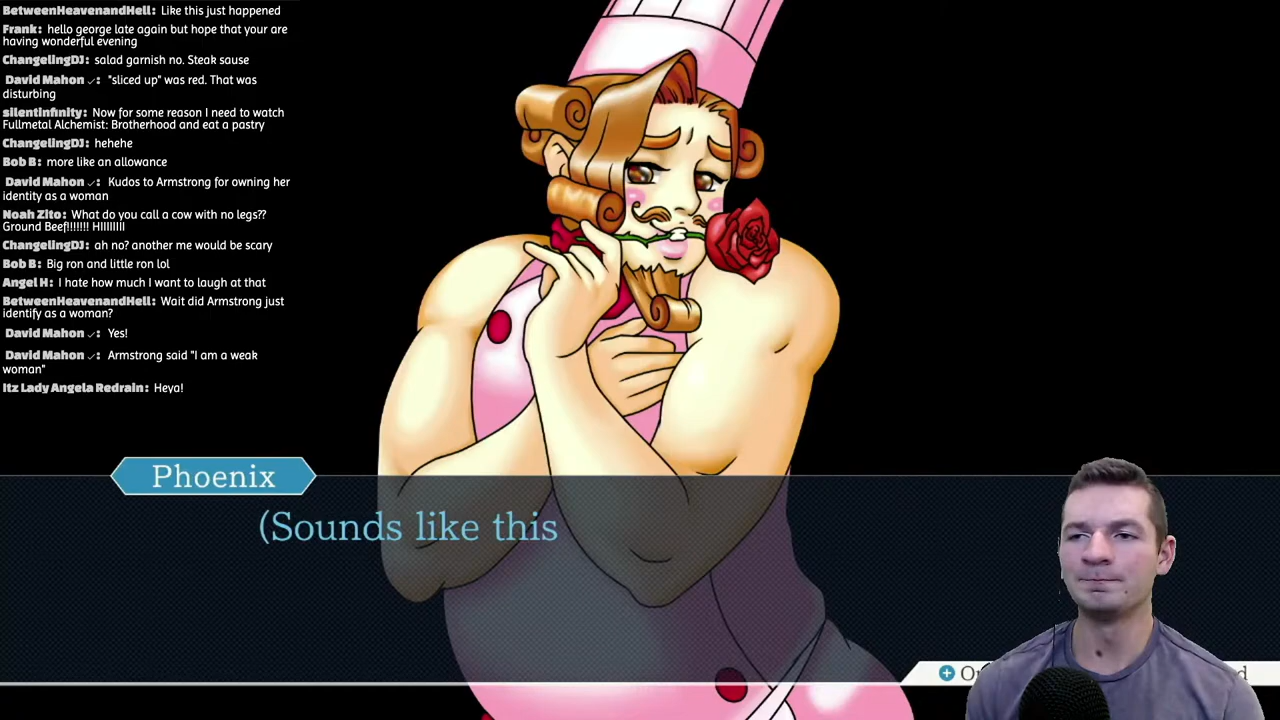 BetweenHeavenandHell: Like this just happened
Frank: hello george late again but hope that your are
having wonderful evening
ChangelingDJ: salad garnish no. Steak sause
David Mahon ✓: "sliced up" was red. That was
disturbing
silentinfinity: Now for some reason I need to watch
Fullmetal Alchemist: Brotherhood and eat a pastry
ChangelingDJ: hehehe
Bob B: more like an allowance
David Mahon ✓: Kudos to Armstrong for owning her
identity as a woman
Noah Zito: What do you call a cow with no legs??
Ground Beef!!!!!!! HIIIIIIII
ChangelingDJ: ah no? another me would be scary
Bob B: Big ron and little ron lol
Angel H: I hate how much I want to laugh at that
BetweenHeavenandHell: Wait did Armstrong just
identify as a woman?
David Mahon ✓: Yes!
David Mahon ✓: Armstrong said "I am a weak
woman"
Itz Lady Angela Redrain: Heya!
Phoenix
(Sounds like this